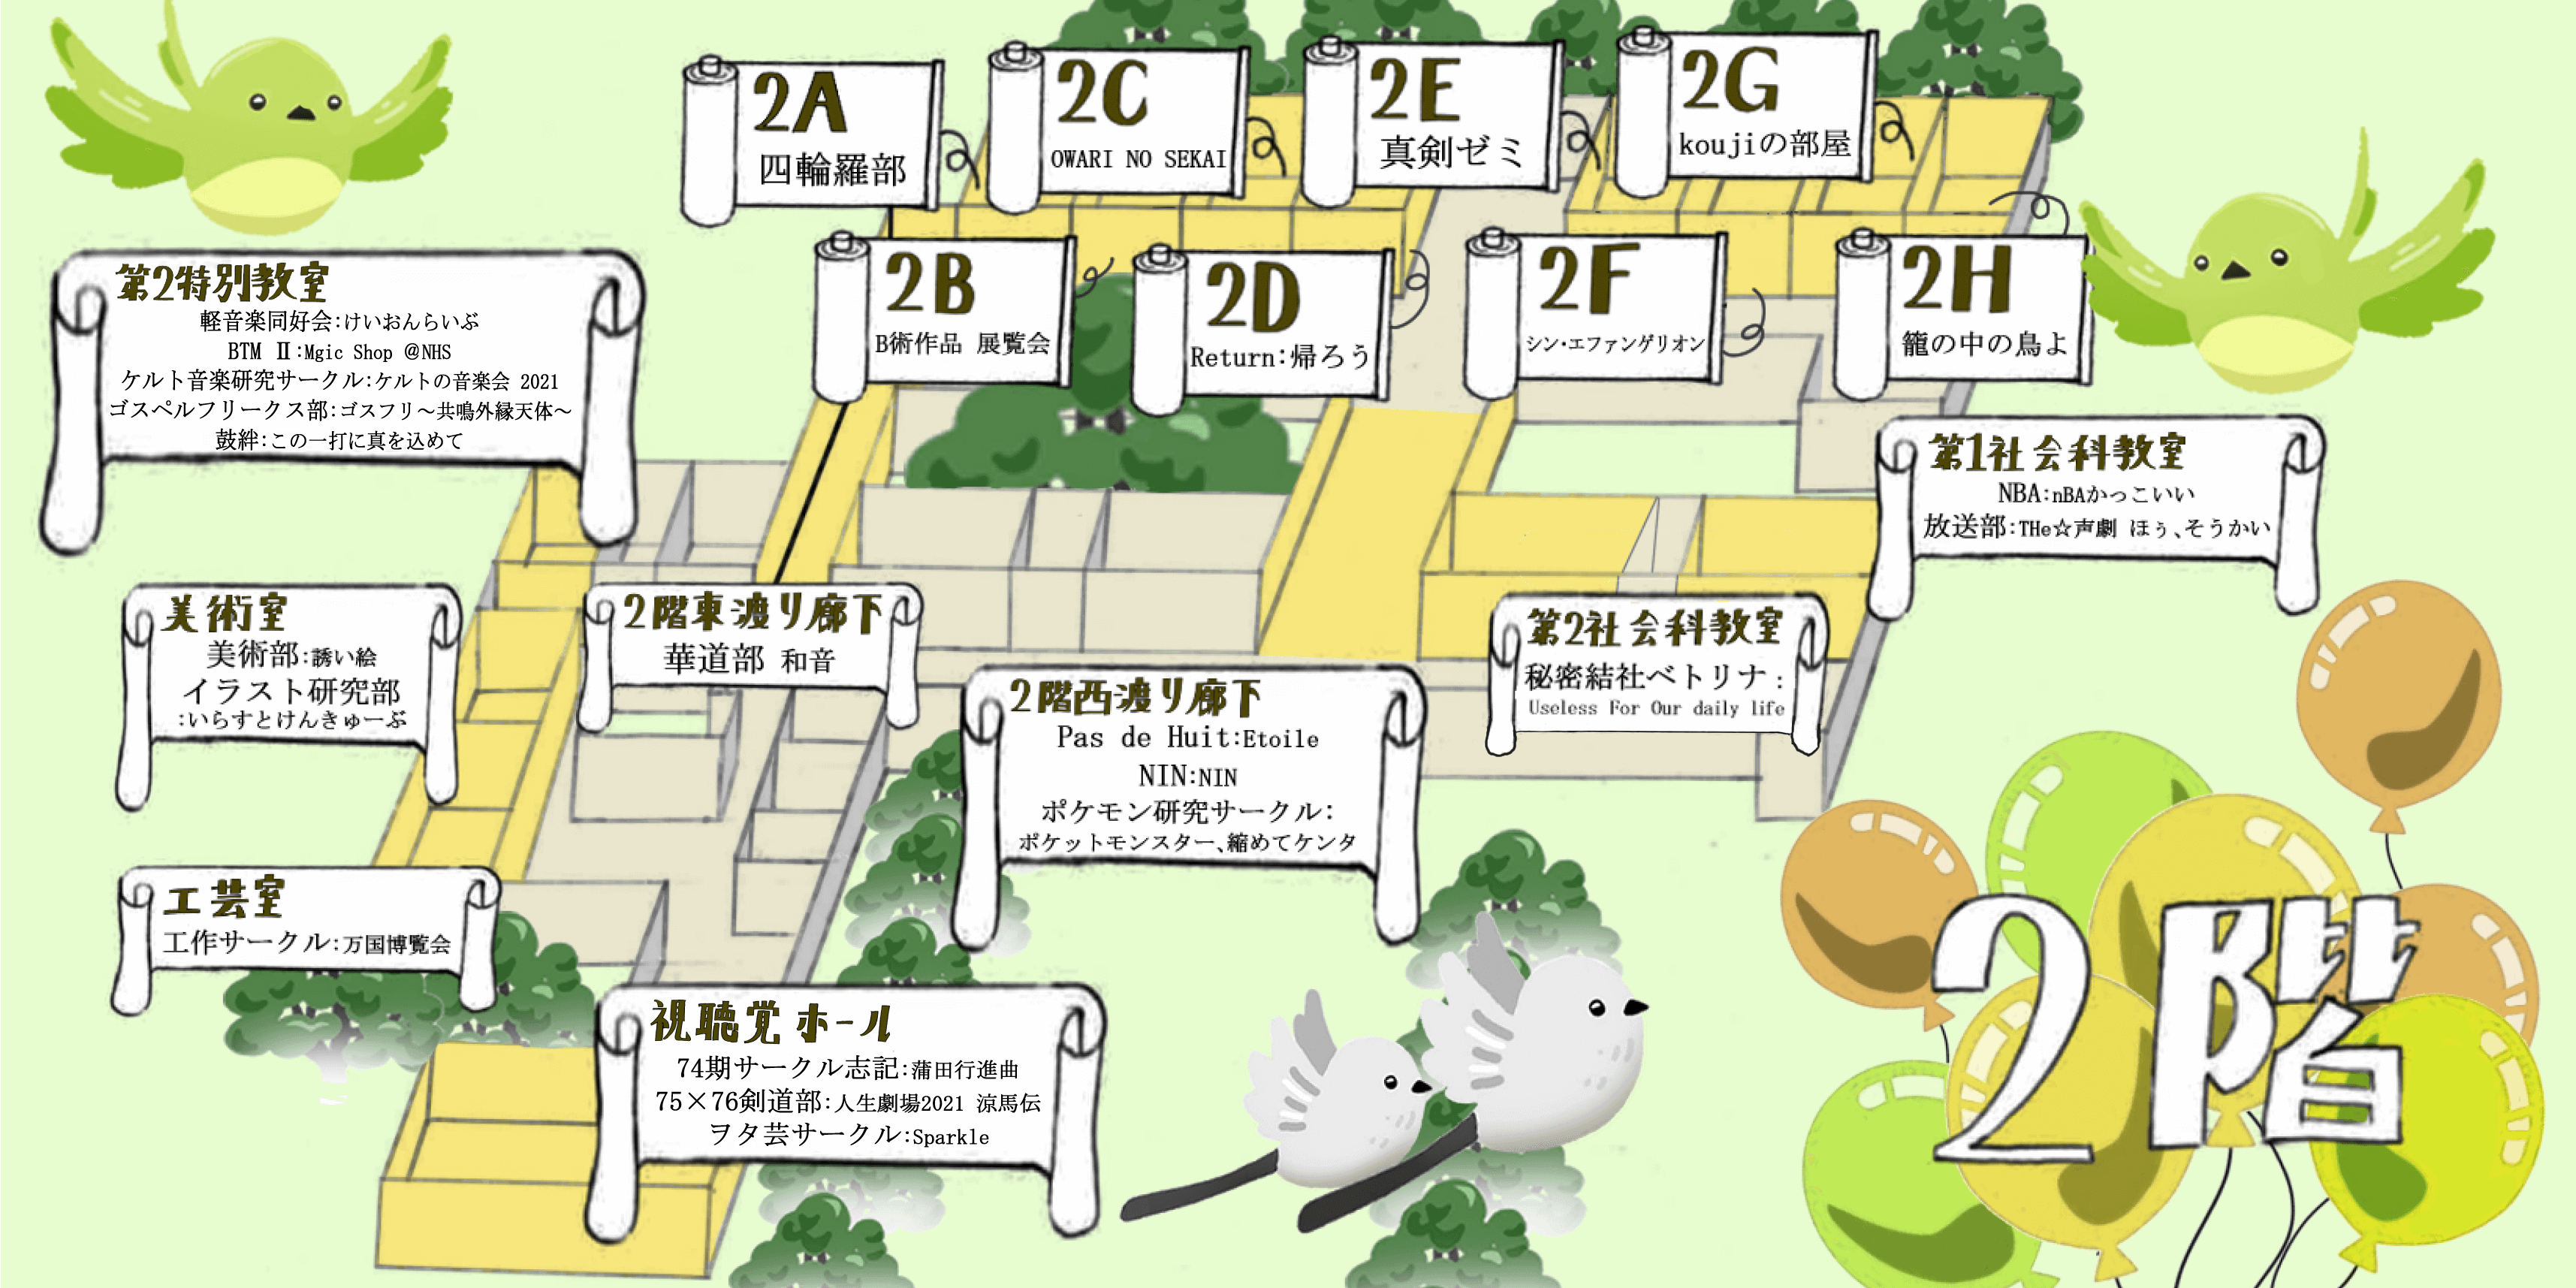 2A
四輪羅部
2C
OWARI NO SEKAI
2E
真剣ゼミ
2G
koujiの部屋
2B
B術作品 展覧会
2D
Return:帰ろう
2F
シン・エファンゲリオン
2H
籠の中の鳥よ
第2特別教室
軽音楽同好会:けいおんらいぶ
BTM Ⅱ:Mgic Shop @NHS
ケルト音楽研究サークル:ケルトの音楽会 2021
ゴスペルフリークス部:ゴスフリ～共鳴外縁天体～
鼓絆:この一打に真を込めて
第1社会科教室
NBA:nBAかっこいい
放送部:THe☆声劇 ほぅ、そうかい
美術室
美術部:誘い絵
イラスト研究部
:いらすとけんきゅーぶ
2階東渡り廊下
華道部 和音
第2社会科教室
秘密結社ベトリナ:
Useless For Our daily life
2階西渡り廊下
Pas de Huit:Etoile
NIN:NIN
ポケモン研究サークル:
ポケットモンスター、縮めてケンタ
工芸室
工作サークル:万国博覧会
視聴覚ホール
74期サークル志記:蒲田行進曲
75×76剣道部:人生劇場2021 涼馬伝
ヲタ芸サークル:Sparkle
2階